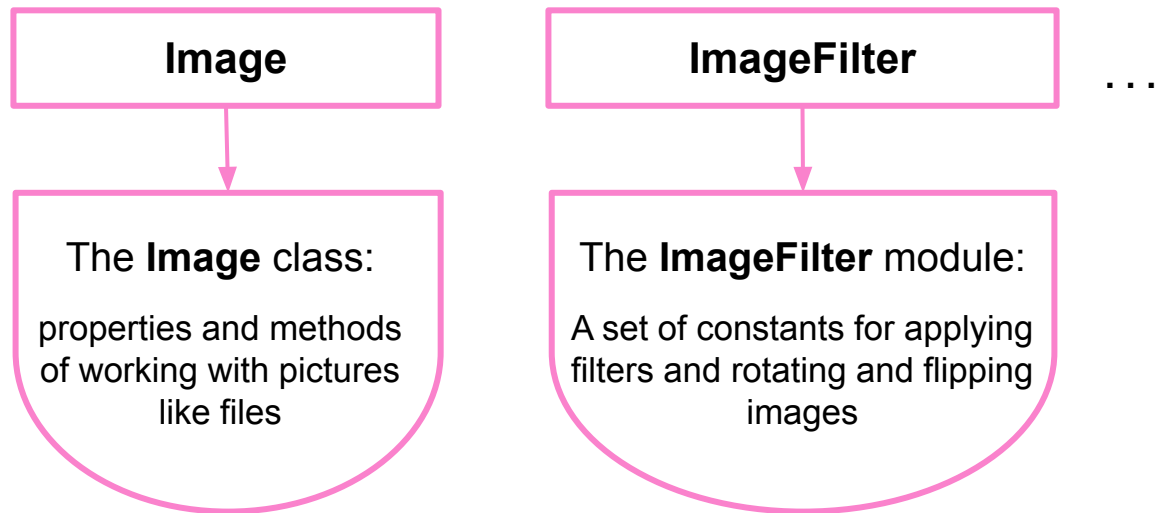 Image
ImageFilter
...
The Image class:
properties and methods
of working with pictures
like files
The ImageFilter module:
A set of constants for applying
filters and rotating and flipping
images